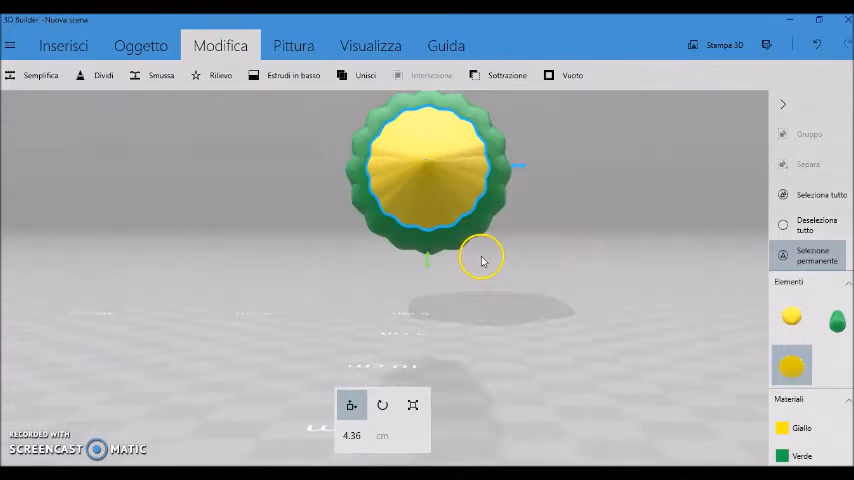 3D Builder -Nuova scena
Inserisci Oggetto Modifica Pittura Visualizza Guida Stampa 3D
Semplifica Dividi Smussa Rilievo Estrudi in basso Unisci Intersezione Sottrazione Vuoto
Gruppo
Separa
Seleziona tutto
Deseleziona
tutto
Selezione
permanente
Elementi
Materiali
Giallo
Verde
4.36 cm
RECORDED WITH
SCREENCAST MATIC